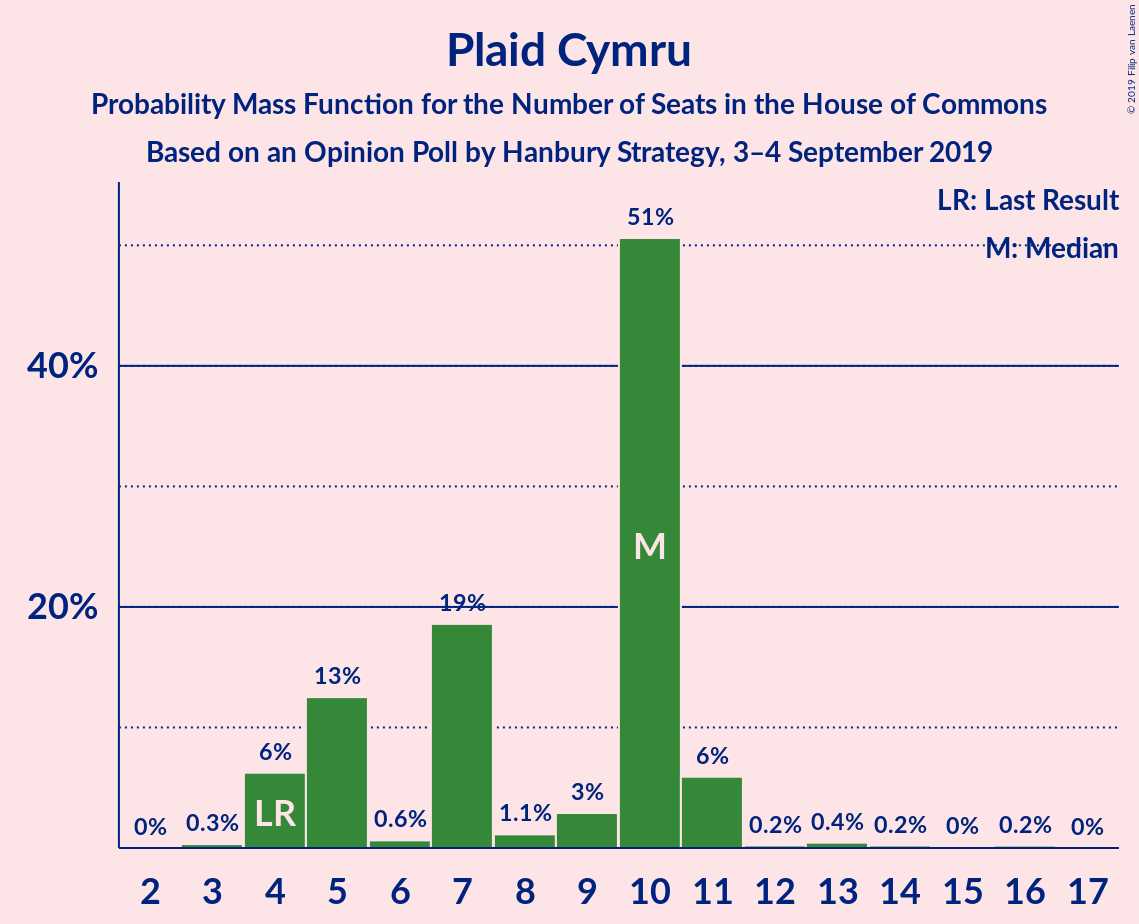 Plaid Cymru
Probability Mass Function for the Number of Seats in the House of Commons
Based on an Opinion Poll by Hanbury Strategy, 3–4 September 2019
© 2019 Filip van Laenen
LR: Last Result
M: Median
40%
20%
0%
0.3%
6%
13%
0.6%
19%
1.1%
3%
51%
6%
0.2%
0.4%
0.2%
0%
0.2%
0%
LR
M
2 3 4 5 6 7 8 9 10 11 12 13 14 15 16 17